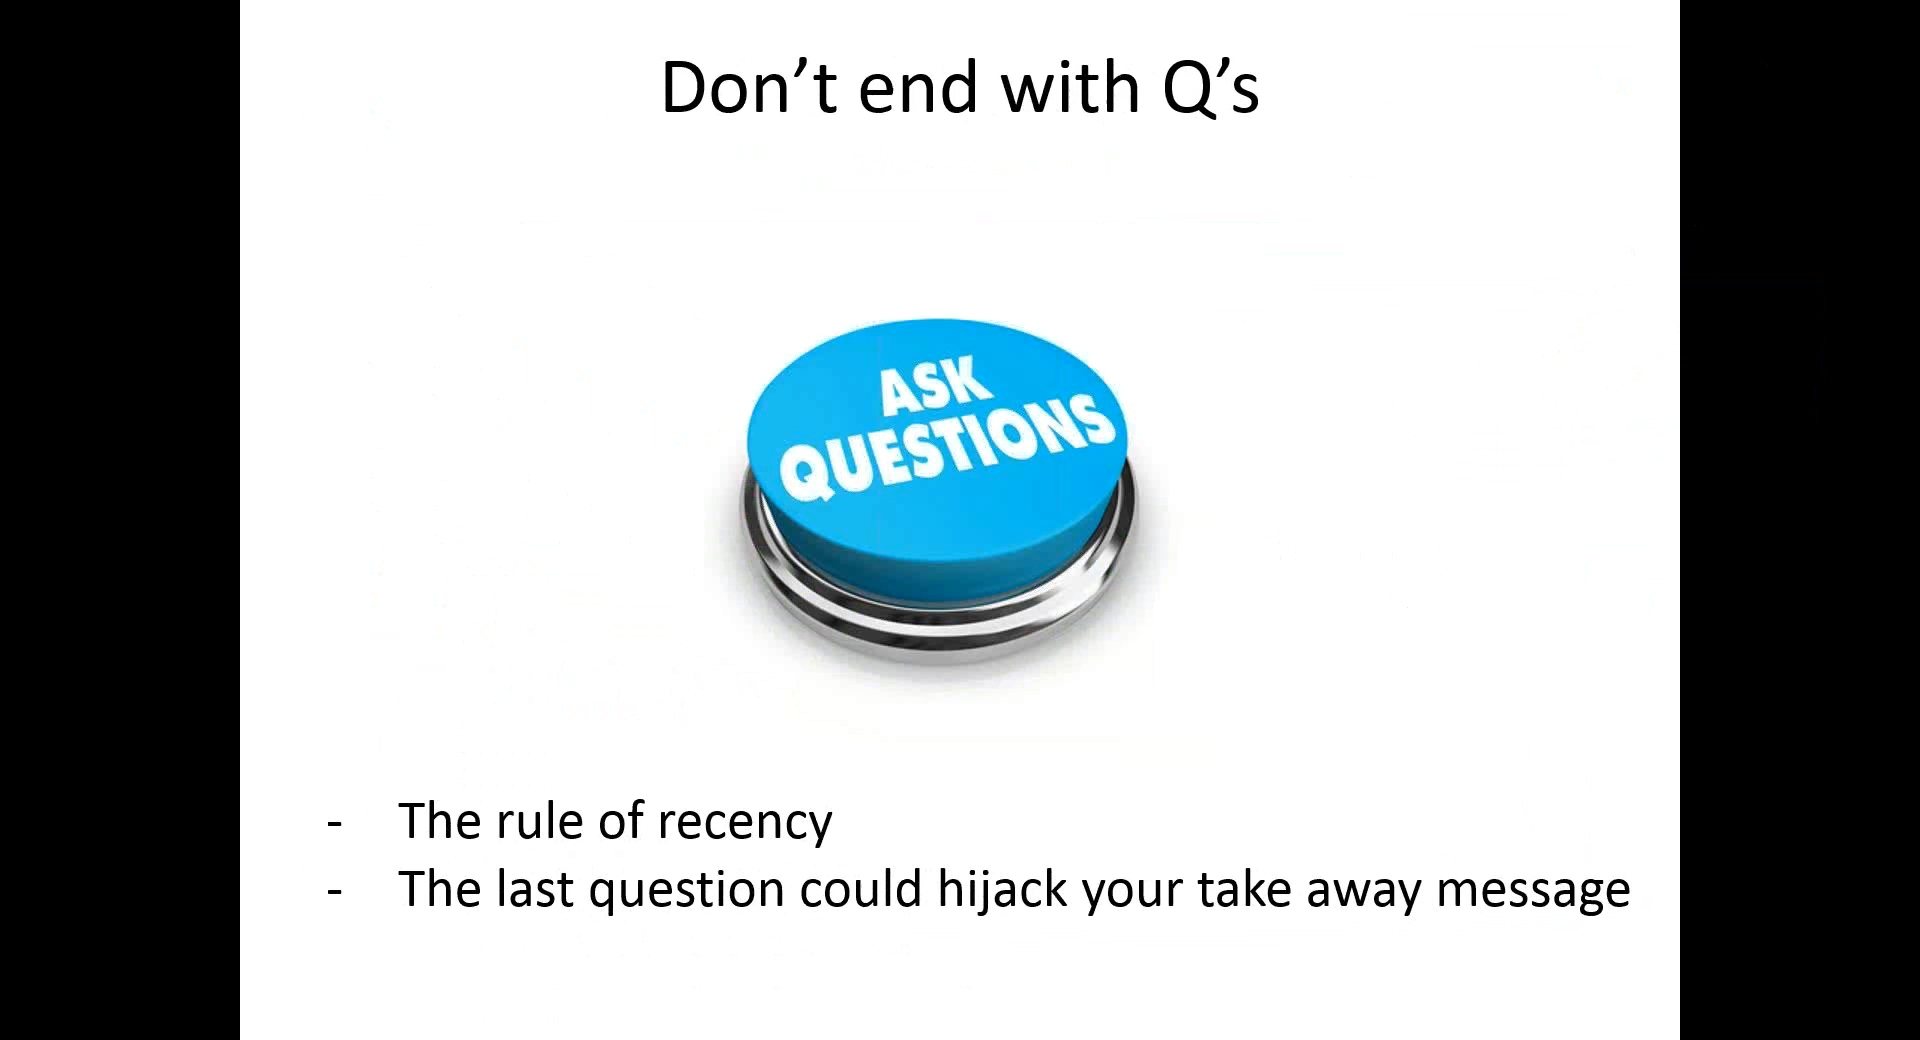 Don’t end with Q’s
ASK
QUESTIONS
- The rule of recency
- The last question could hijack your take away message